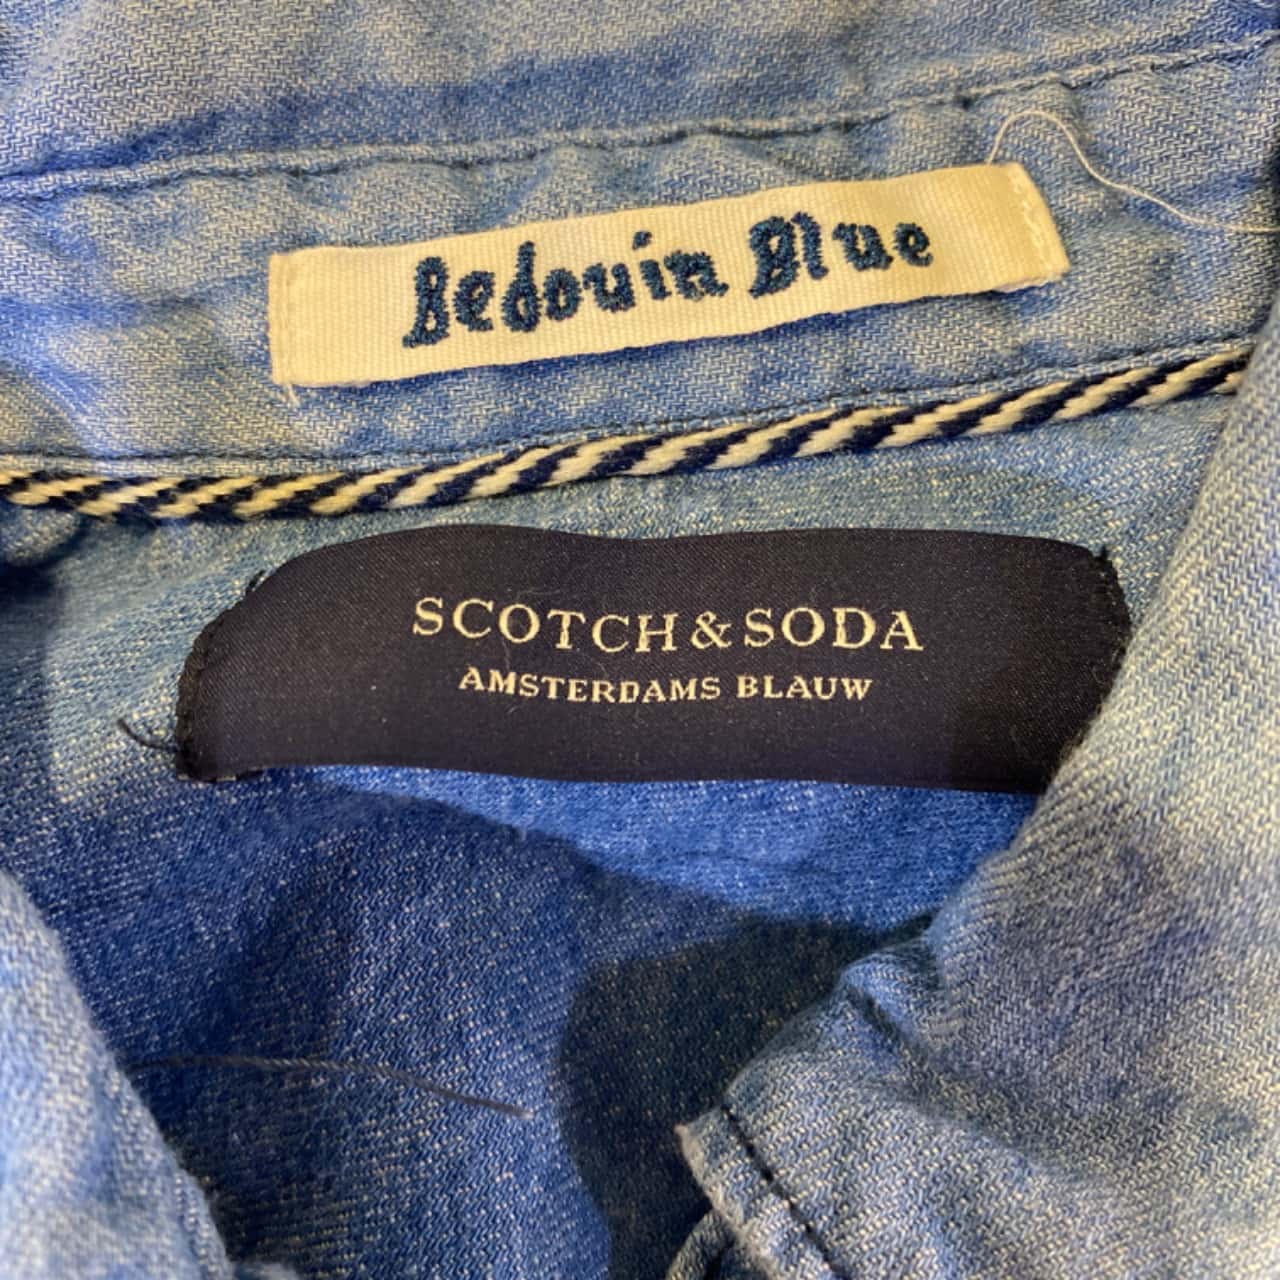 Bedouin Blue
SCOTCH & SODA
AMSTERDAMS BLAUW